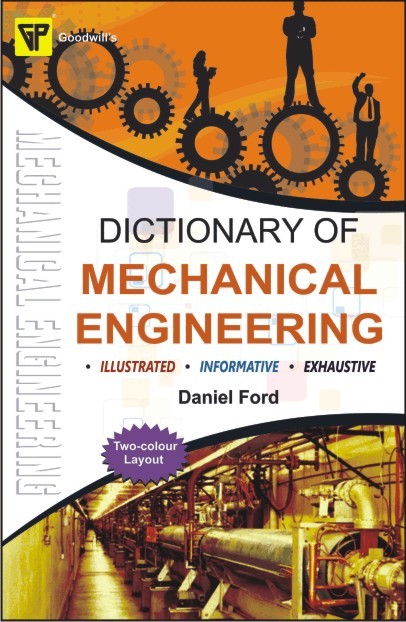 GP
Goodwill's
MECHANICAL ENGINEERING
DICTIONARY OF
MECHANICAL
ENGINEERING
• ILLUSTRATED • INFORMATIVE • EXHAUSTIVE
Daniel Ford
Two-colour
Layout